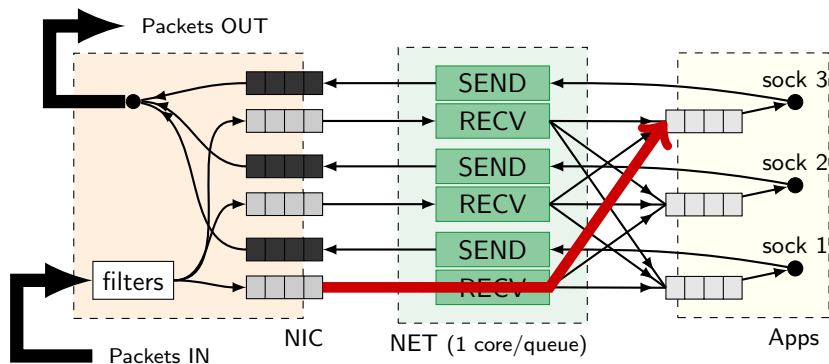 Packets OUT
sock 3
SEND
RECV
sock 2
SEND
RECV
sock 1
SEND
filters
RECV
NIC
NET (1 core/queue)
Apps
Packets IN